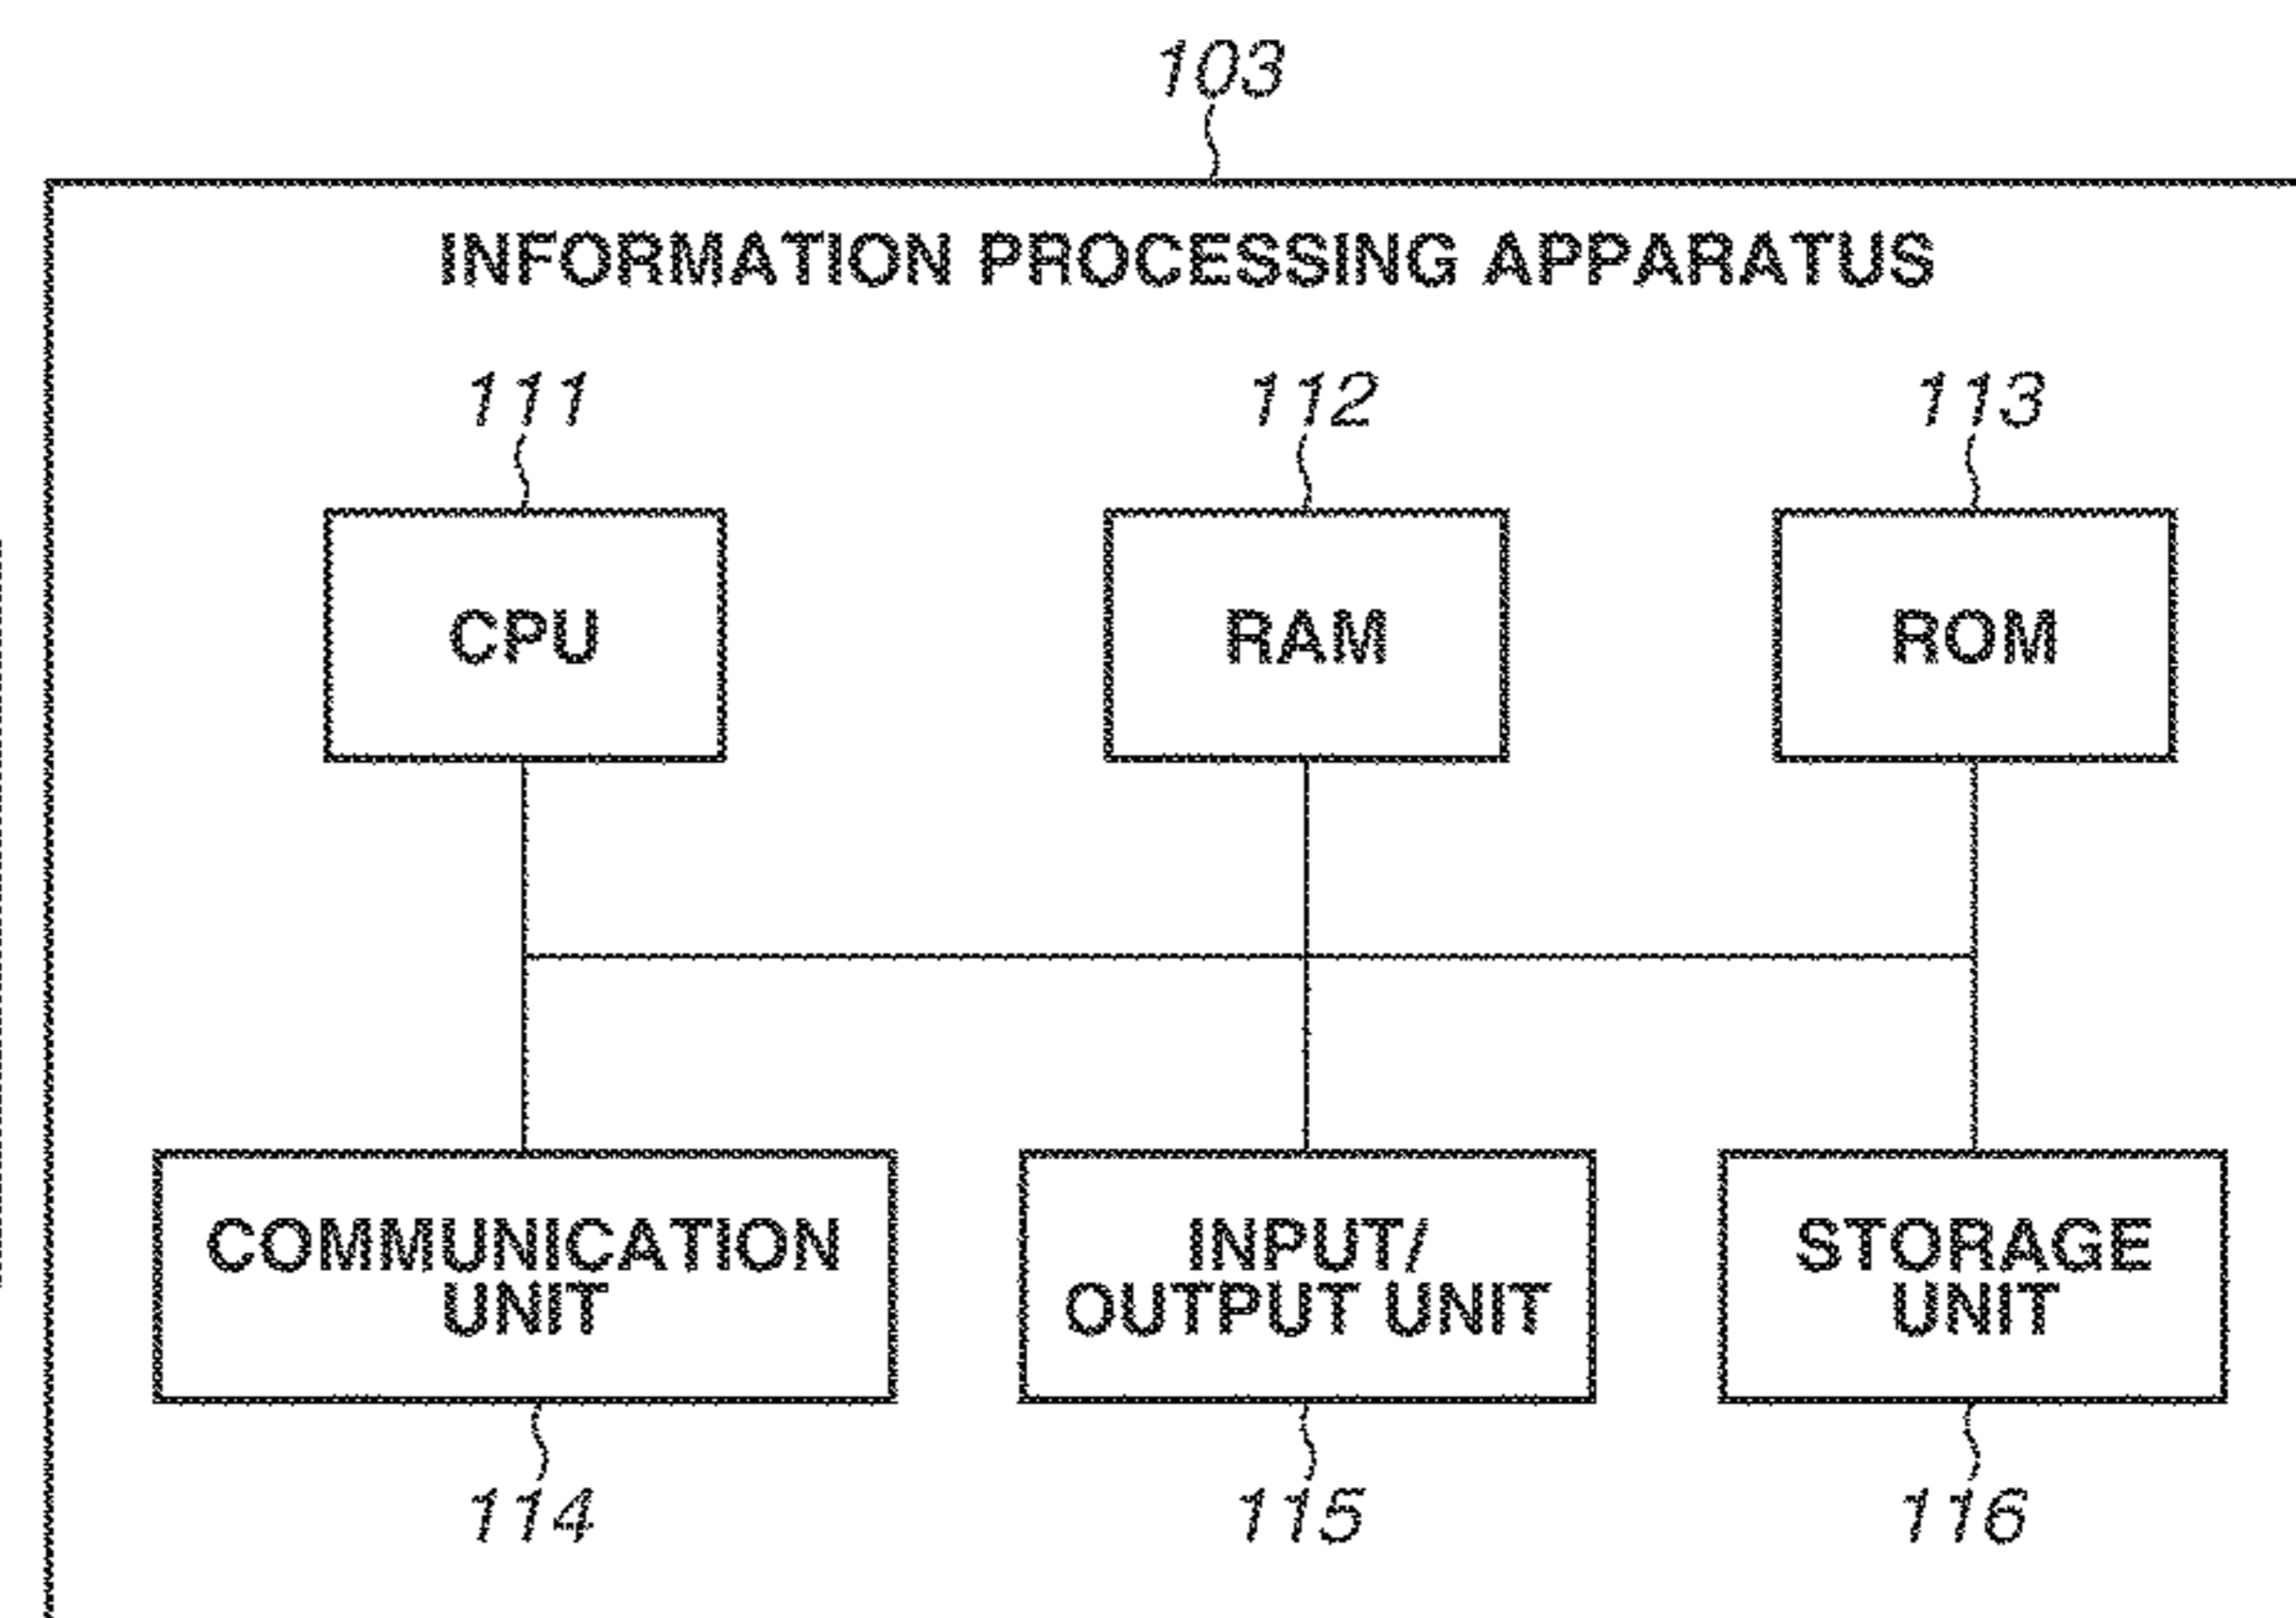 103
INFORMATION PROCESSING APPARATUS
111
112
113
CPU
RAM
ROM
COMMUNICATION
UNIT
INPUT/
OUTPUT UNIT
STORAGE
UNIT
114
115
116